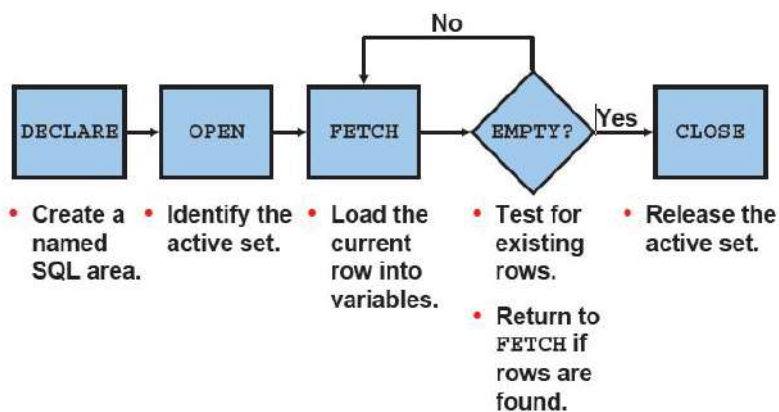 No
DECLARE
OPEN
FETCH
EMPTY?
Yes
CLOSE
• Create a
named
SQL area.
• Identify the
active set.
• Load the
current
row into
variables.
• Test for
existing
rows.
• Return to
FETCH if
rows are
found.
• Release the
active set.